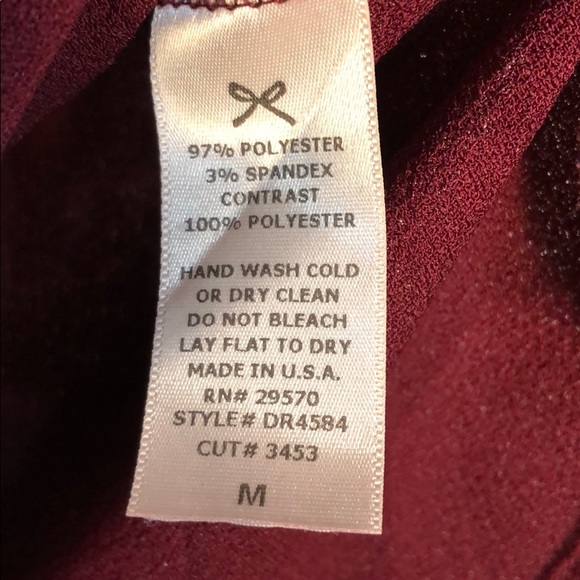 97% POLYESTER
3% SPANDEX
CONTRAST
100% POLYESTER
HAND WASH COLD
OR DRY CLEAN
DO NOT BLEACH
LAY FLAT TO DRY
MADE IN U.S.A.
RN# 29570
STYLE# DR4584
CUT# 3453
M